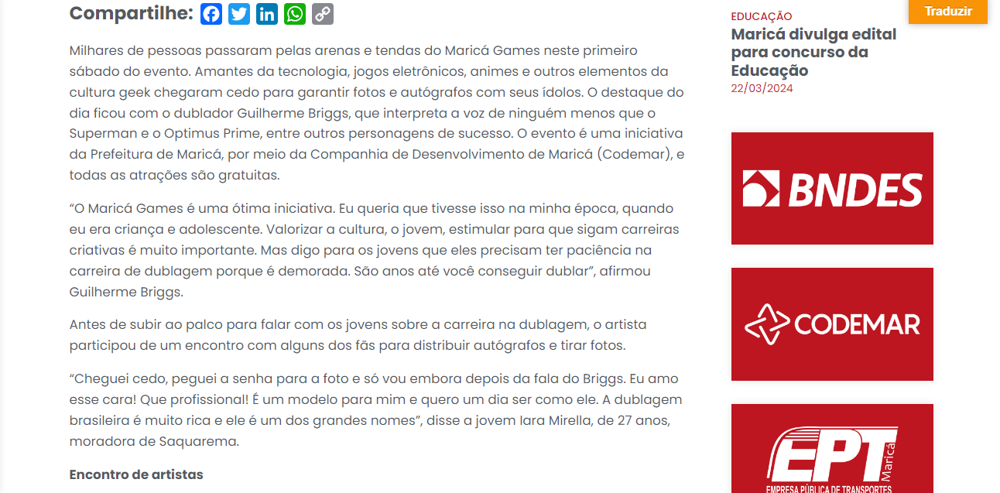 Compartilhe:
Milhares de pessoas passaram pelas arenas e tendas do Maricá Games neste primeiro
sábado do evento. Amantes da tecnologia, jogos eletrônicos, animes e outros elementos da
cultura geek chegaram cedo para garantir fotos e autógrafos com seus ídolos. O destaque do
dia ficou com o dublador Guilherme Briggs, que interpreta a voz de ninguém menos que o
Superman e o Optimus Prime, entre outros personagens de sucesso. O evento é uma iniciativa
da Prefeitura de Maricá, por meio da Companhia de Desenvolvimento de Maricá (Codemar), e
todas as atrações são gratuitas.
“O Maricá Games é uma ótima iniciativa. Eu queria que tivesse isso na minha época, quando
eu era criança e adolescente. Valorizar a cultura, o jovem, estimular para que sigam carreiras
criativas é muito importante. Mas digo para os jovens que eles precisam ter paciência na
carreira de dublagem porque é demorada. São anos até você conseguir dublar”, afirmou
Guilherme Briggs.
Antes de subir ao palco para falar com os jovens sobre a carreira na dublagem, o artista
participou de um encontro com alguns dos fãs para distribuir autógrafos e tirar fotos.
“Cheguei cedo, peguei a senha para a foto e só vou embora depois da fala do Briggs. Eu amo
esse cara! Que profissional! É um modelo para mim e quero um dia ser como ele. A dublagem
brasileira é muito rica e ele é um dos grandes nomes”, disse a jovem Iara Mirella, de 27 anos,
moradora de Saquarema.
Encontro de artistas
Traduzir
EDUCAÇÃO
Maricá divulga edital
para concurso da
Educação
22/03/2024
BNDES
CODEMAR
EPT
Maricá
EMPRESA PÚBLICA DE TRANSPORTES